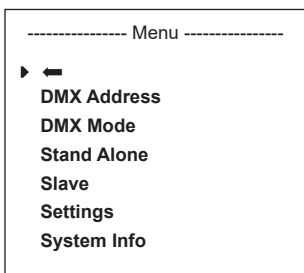 ---------------- Menu ----------------
DMX Address
DMX Mode
Stand Alone
Slave
Settings
System Info